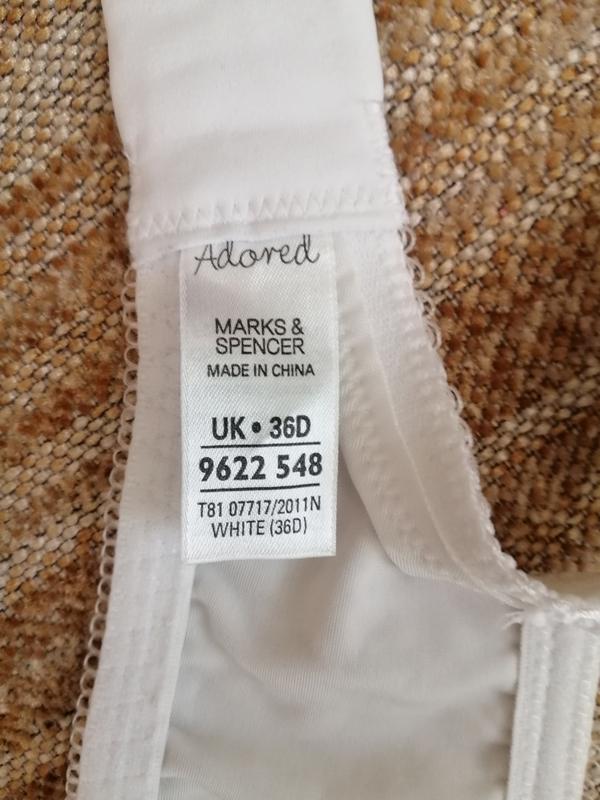 Adored
MARKS &
SPENCER
MADE IN CHINA
UK • 36D
9622 548
T81 07717/2011N
WHITE (36D)